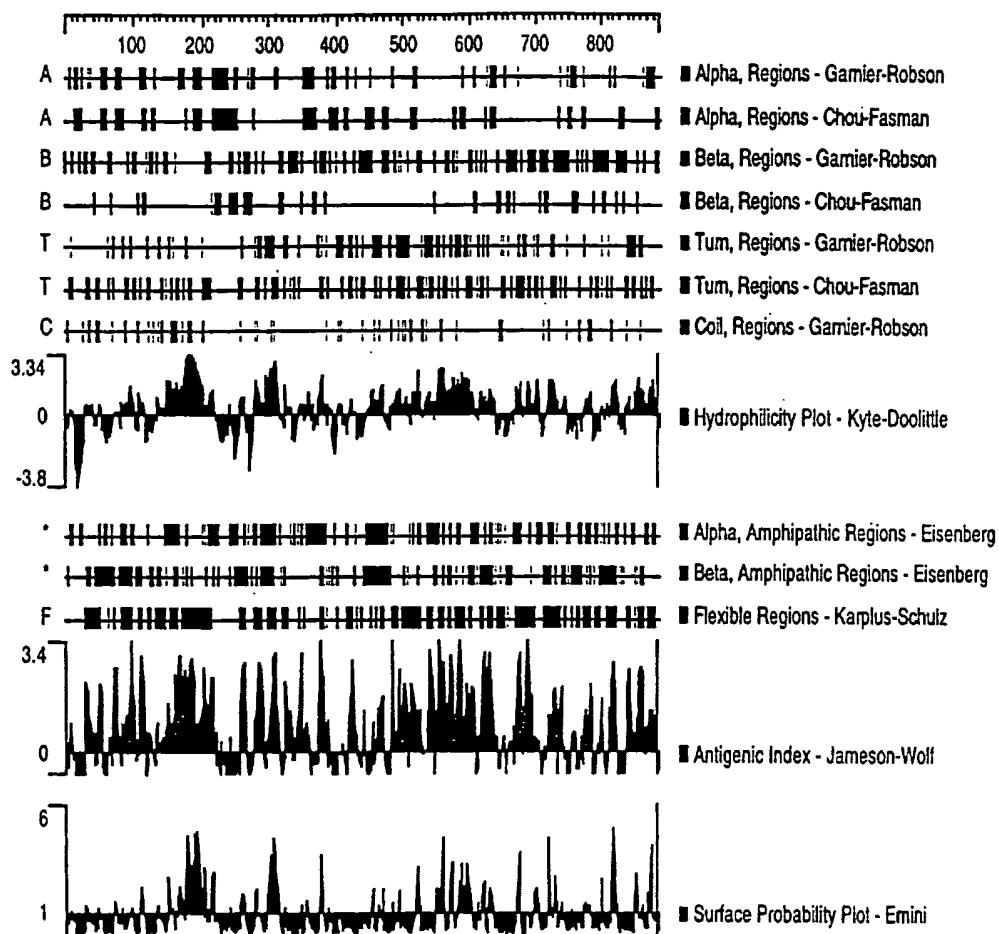 100 200 300 400 500 600 700 800
A Alpha, Regions - Garnier-Robson
A Alpha, Regions - Chou-Fasman
B Beta, Regions - Garnier-Robson
B Beta, Regions - Chou-Fasman
T Turn, Regions - Garnier-Robson
T Turn, Regions - Chou-Fasman
C Coil, Regions - Garnier-Robson
3.34
0 Hydrophilicity Plot - Kyte-Doolittle
-3.8
* Alpha, Amphipathic Regions - Eisenberg
* Beta, Amphipathic Regions - Eisenberg
F Flexible Regions - Karplus-Schulz
3.4
0 Antigenic Index - Jameson-Wolf
6
1 Surface Probability Plot - Emini